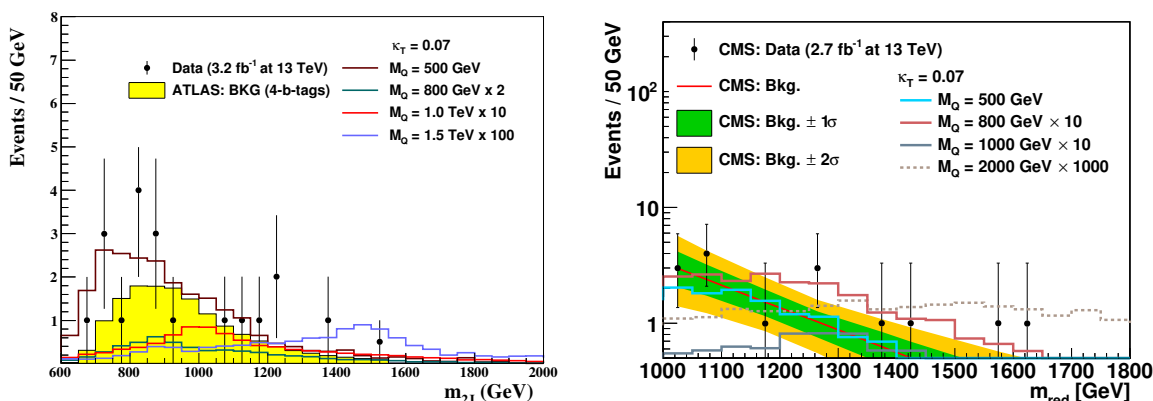 Events / 50 GeV
8
7
6
5
4
3
2
1
0
600 800 1000 1200 1400 1600 1800 2000
m2J (GeV)
Data (3.2 fb⁻¹ at 13 TeV)
ATLAS: BKG (4-b-tags)
κT = 0.07
MQ = 500 GeV
MQ = 800 GeV x 2
MQ = 1.0 TeV x 10
MQ = 1.5 TeV x 100
Events / 50 GeV
10²
10
1
1000 1100 1200 1300 1400 1500 1600 1700 1800
mred [GeV]
CMS: Data (2.7 fb⁻¹ at 13 TeV)
CMS: Bkg.
CMS: Bkg. ± 1σ
CMS: Bkg. ± 2σ
κT = 0.07
MQ = 500 GeV
MQ = 800 GeV × 10
MQ = 1000 GeV × 10
MQ = 2000 GeV × 1000